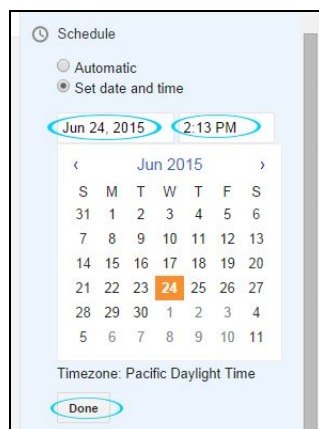 Schedule
Automatic
Set date and time
Jun 24, 2015 2:13 PM
‹ Jun 2015 ›
S M T W T F S
31 1 2 3 4 5 6
7 8 9 10 11 12 13
14 15 16 17 18 19 20
21 22 23 24 25 26 27
28 29 30 1 2 3 4
5 6 7 8 9 10 11
Timezone: Pacific Daylight Time
Done